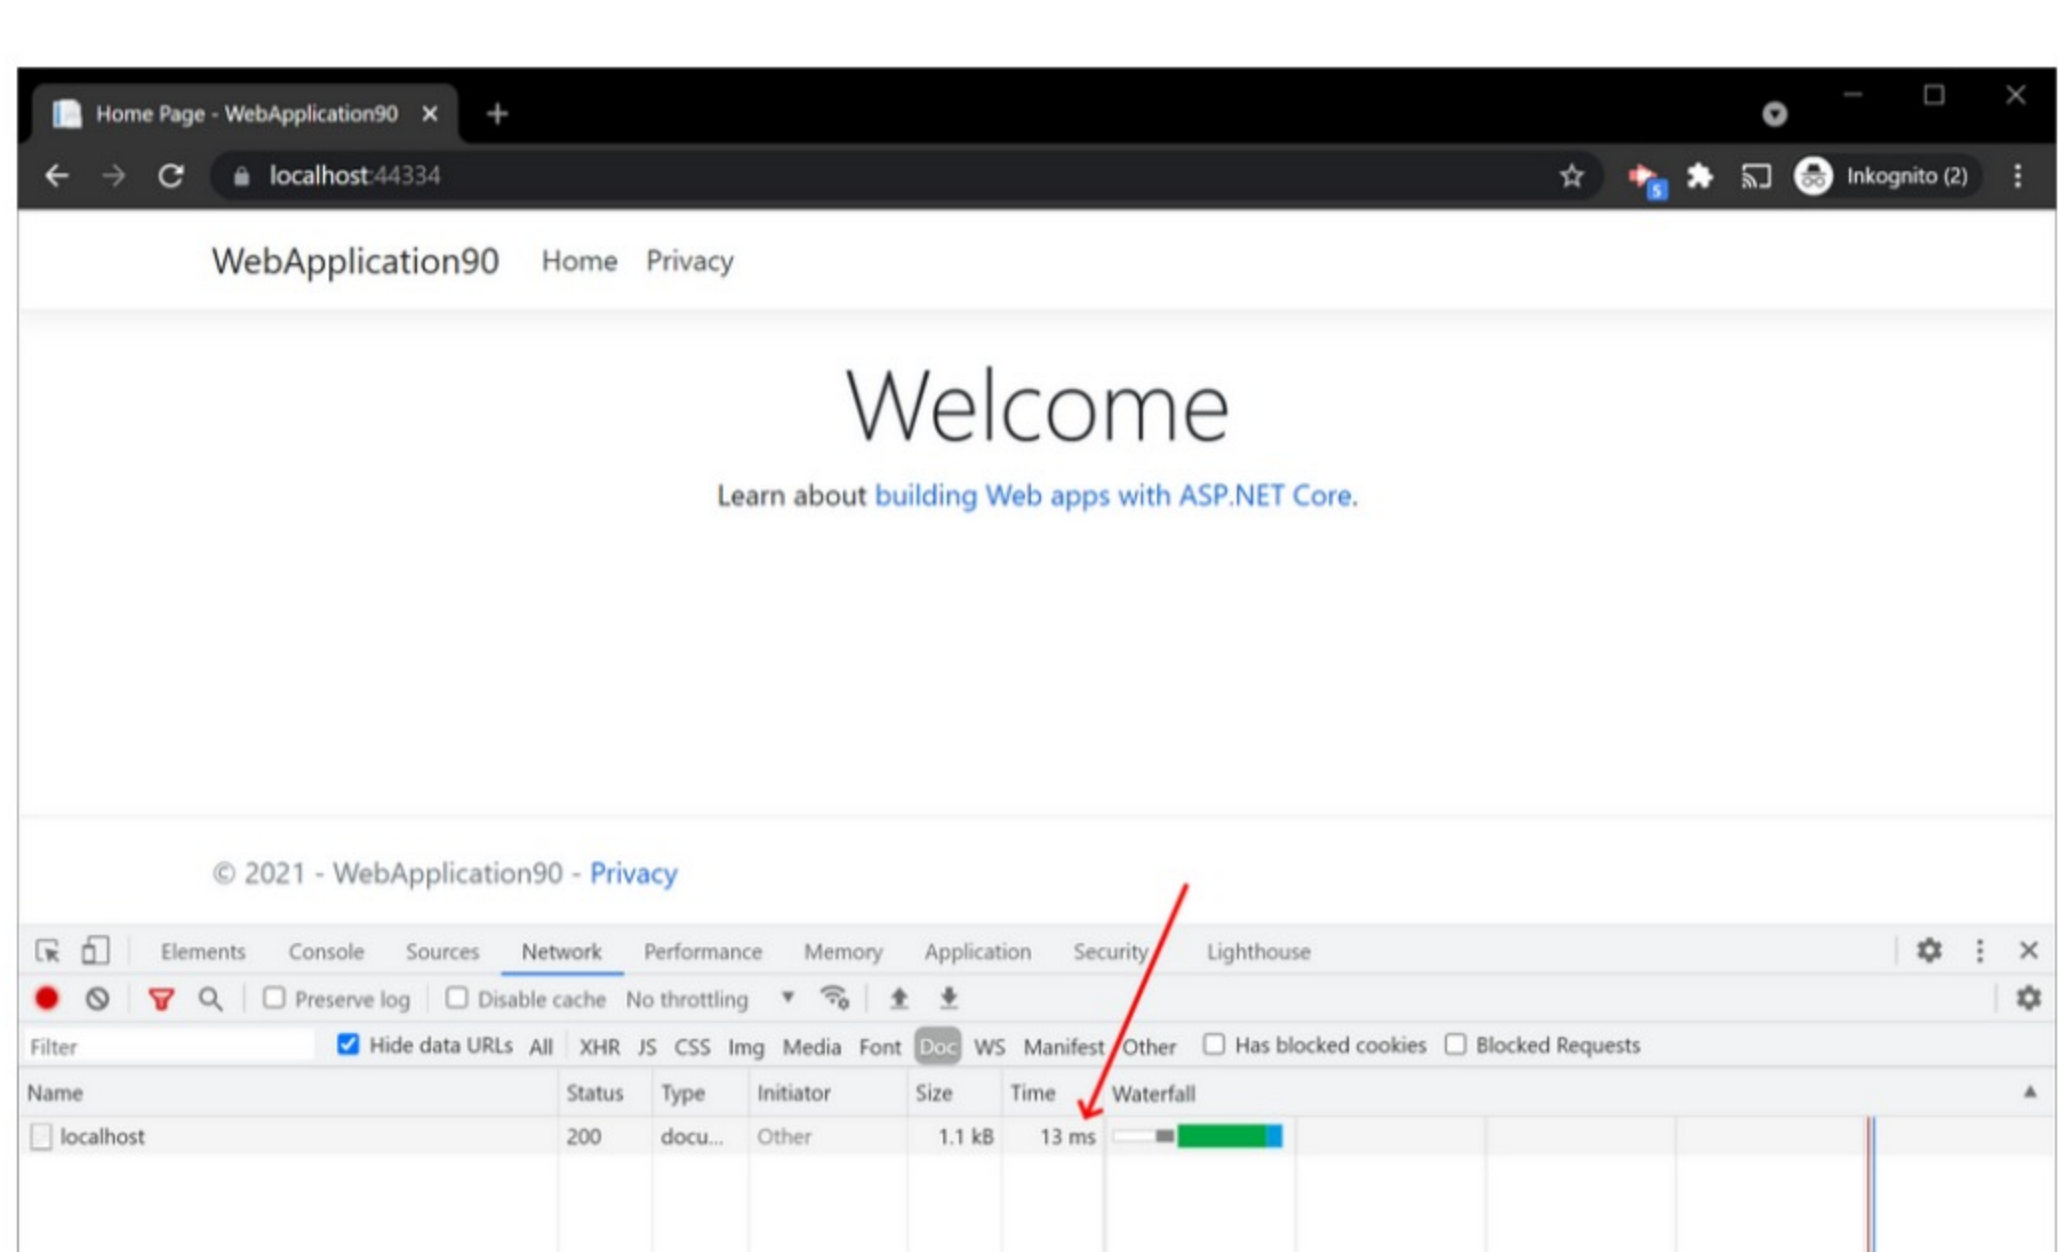 Home Page - WebApplication90
localhost:44334
5
Inkognito (2)
WebApplication90 Home Privacy
Welcome
Learn about building Web apps with ASP.NET Core.
© 2021 - WebApplication90 - Privacy
Elements Console Sources Network Performance Memory Application Security Lighthouse
Preserve log Disable cache No throttling
Filter Hide data URLs All XHR JS CSS Img Media Font Doc WS Manifest Other Has blocked cookies Blocked Requests
Name Status Type Initiator Size Time Waterfall
localhost 200 docu... Other 1.1 kB 13 ms